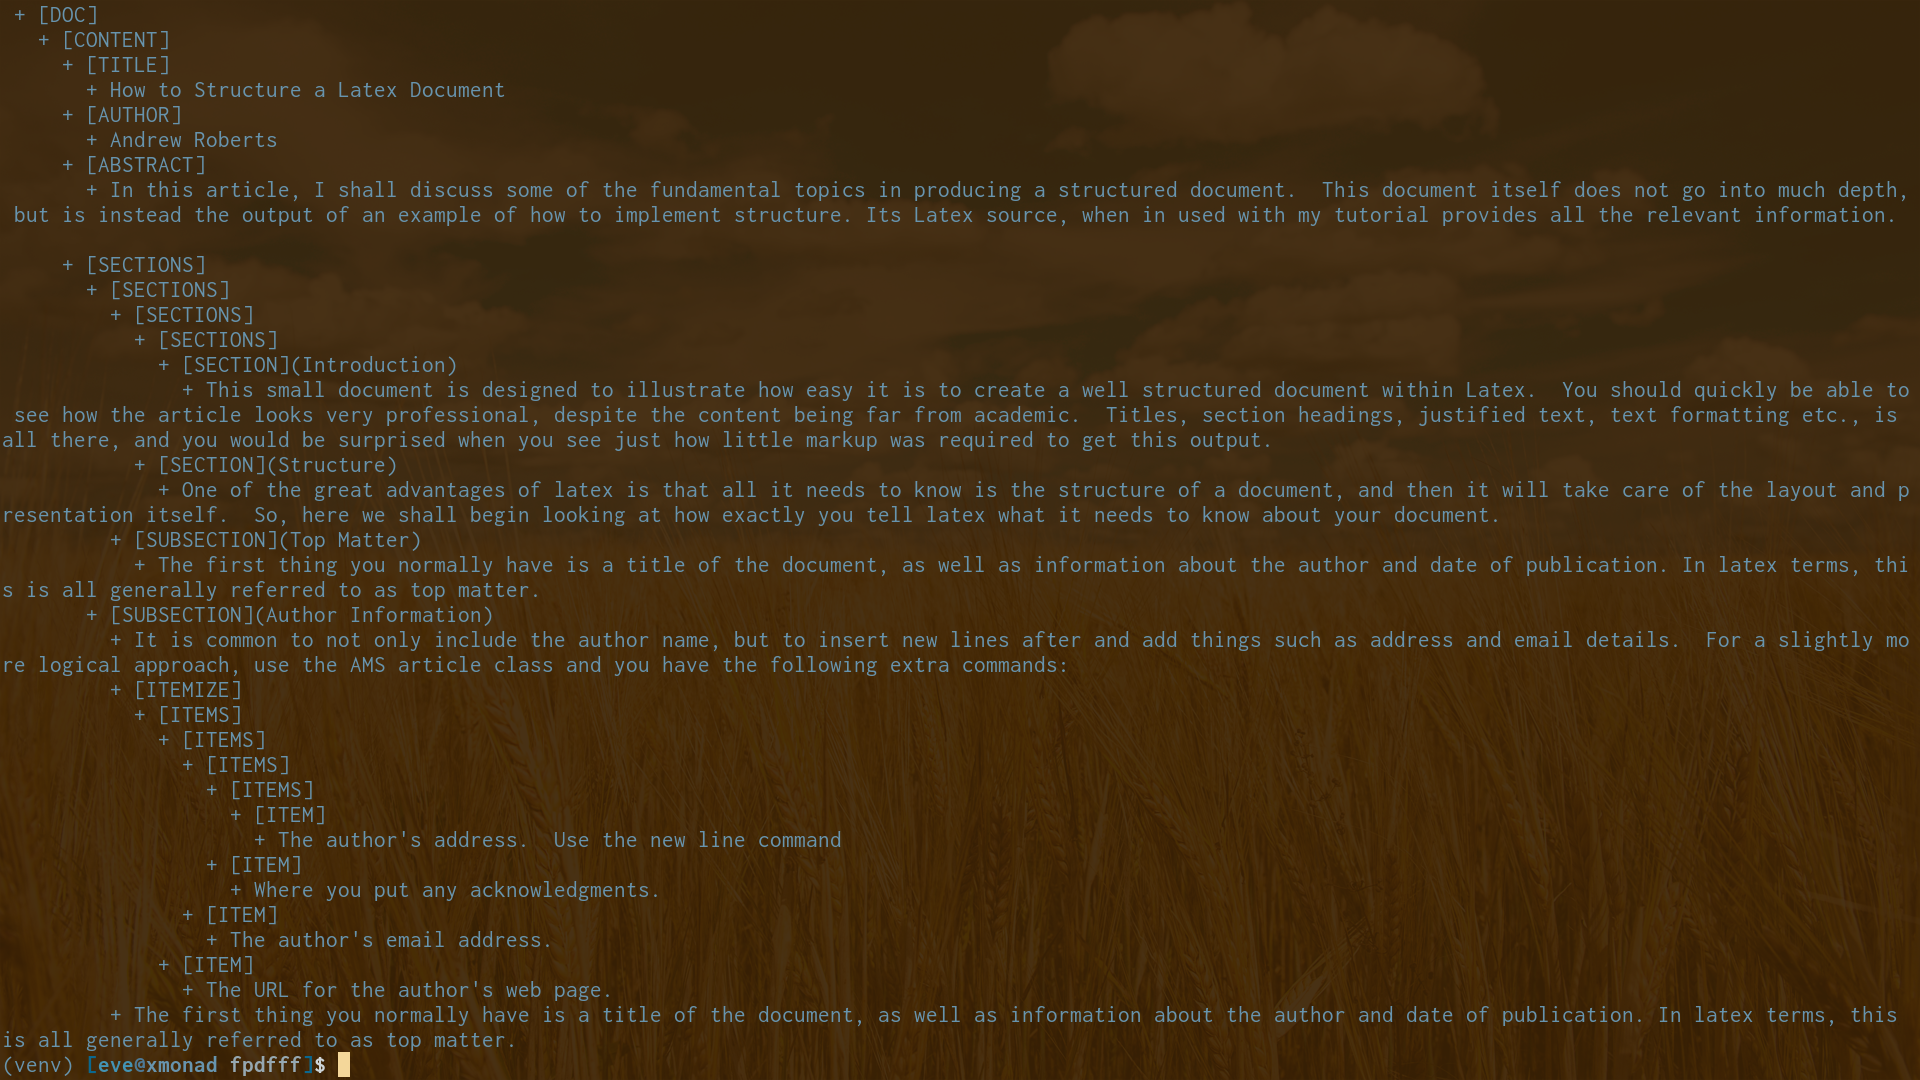 + [DOC]
+ [CONTENT]
+ [TITLE]
+ How to Structure a Latex Document
+ [AUTHOR]
+ Andrew Roberts
+ [ABSTRACT]
+ In this article, I shall discuss some of the fundamental topics in producing a structured document.  This document itself does not go into much depth,
but is instead the output of an example of how to implement structure. Its Latex source, when in used with my tutorial provides all the relevant information.
+ [SECTIONS]
+ [SECTIONS]
+ [SECTIONS]
+ [SECTIONS]
+ [SECTION](Introduction)
+ This small document is designed to illustrate how easy it is to create a well structured document within Latex.  You should quickly be able to
see how the article looks very professional, despite the content being far from academic.  Titles, section headings, justified text, text formatting etc., is
all there, and you would be surprised when you see just how little markup was required to get this output.
+ [SECTION](Structure)
+ One of the great advantages of latex is that all it needs to know is the structure of a document, and then it will take care of the layout and p
resentation itself.  So, here we shall begin looking at how exactly you tell latex what it needs to know about your document.
+ [SUBSECTION](Top Matter)
+ The first thing you normally have is a title of the document, as well as information about the author and date of publication. In latex terms, thi
s is all generally referred to as top matter.
+ [SUBSECTION](Author Information)
+ It is common to not only include the author name, but to insert new lines after and add things such as address and email details.  For a slightly mo
re logical approach, use the AMS article class and you have the following extra commands:
+ [ITEMIZE]
+ [ITEMS]
+ [ITEMS]
+ [ITEMS]
+ [ITEMS]
+ [ITEM]
+ The author's address.  Use the new line command
+ [ITEM]
+ Where you put any acknowledgments.
+ [ITEM]
+ The author's email address.
+ [ITEM]
+ The URL for the author's web page.
+ The first thing you normally have is a title of the document, as well as information about the author and date of publication. In latex terms, this
is all generally referred to as top matter.
(venv) [eve@xmonad fpdfff]$